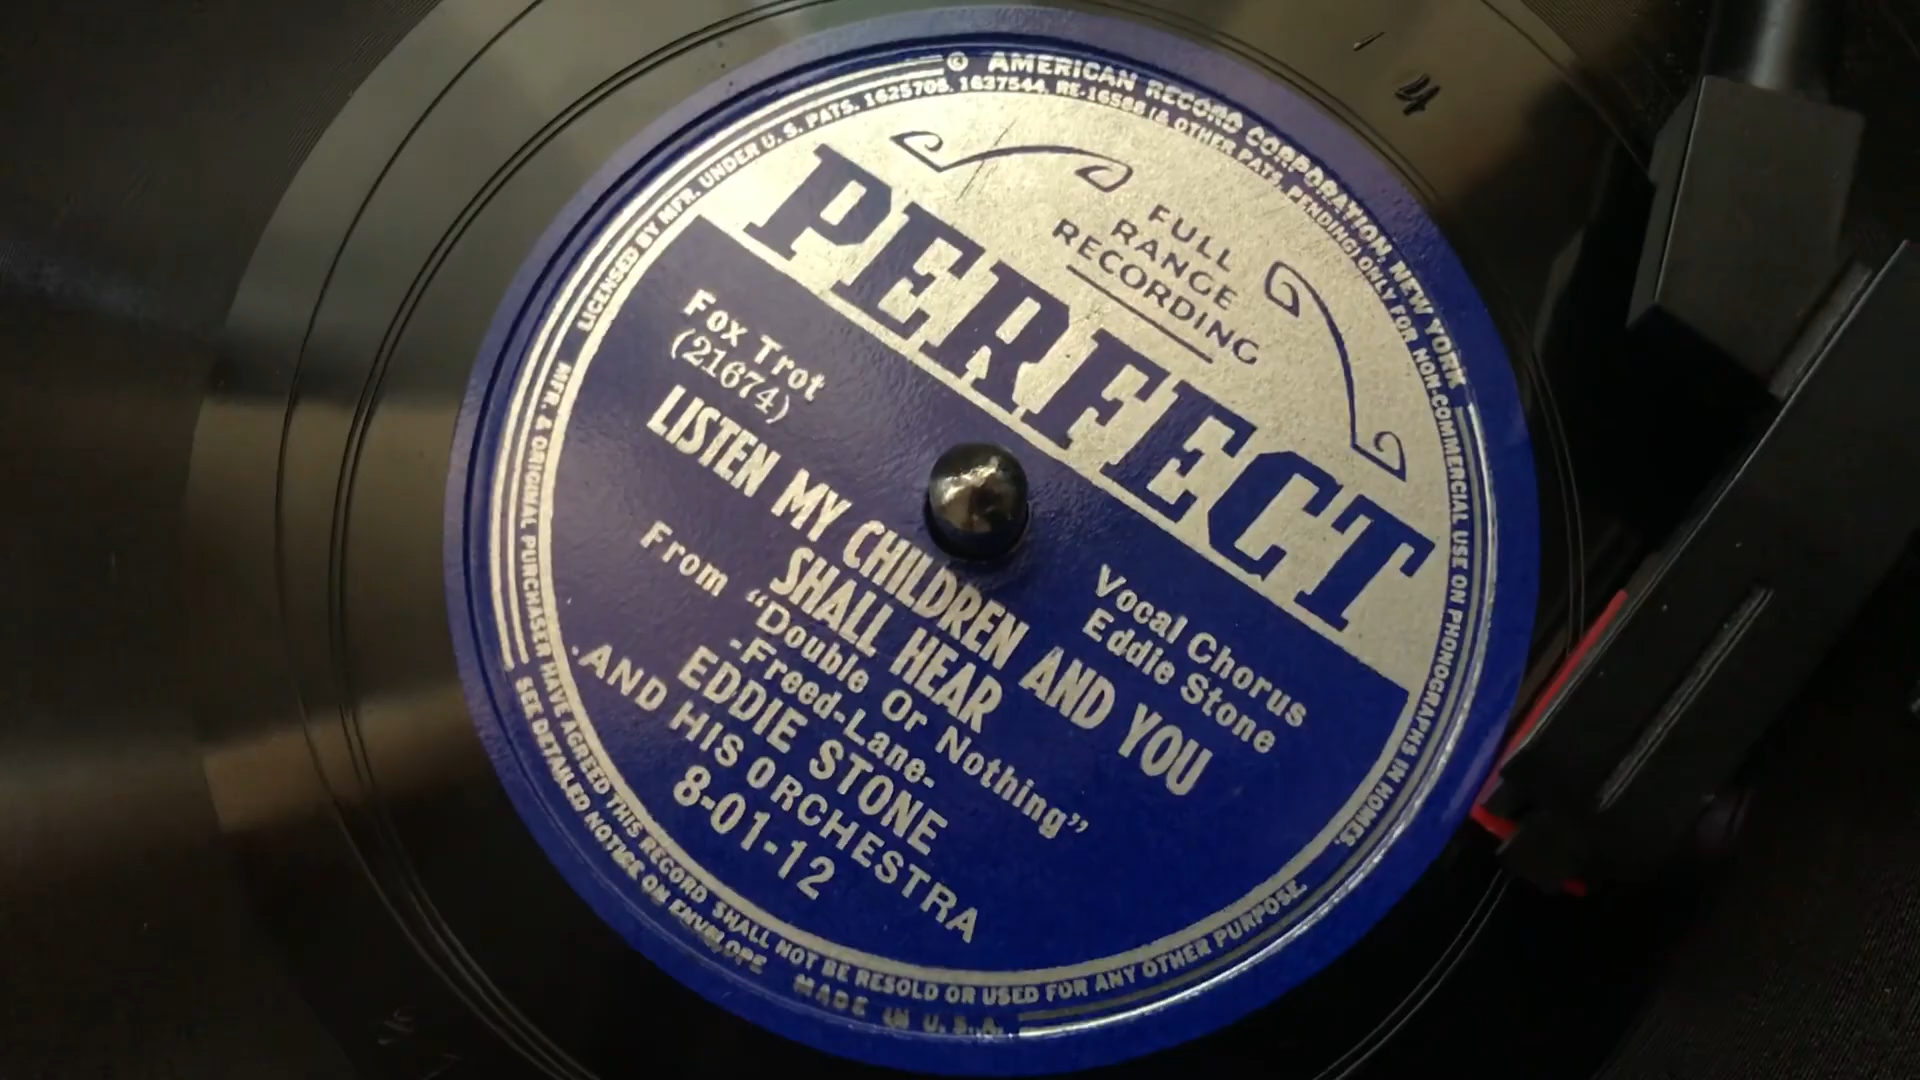 © AMERICAN RECORD CORPORATION, NEW YORK
LICENSED BY MFR. UNDER U. S. PATS. 1625705, 1637544, RE-16588 (& OTHER PATS. PENDING) ONLY FOR NON-COMMERCIAL USE ON PHONOGRAPHS IN HOMES.
FULL
RANGE
RECORDING
PERFECT
Fox Trot
(21674)
Vocal Chorus
Eddie Stone
LISTEN MY CHILDREN AND YOU
SHALL HEAR
From "Double Or Nothing"
-Freed-Lane-
EDDIE STONE
AND HIS ORCHESTRA
8-01-12
MFR. & ORIGINAL PURCHASER HAVE AGREED THIS RECORD SHALL NOT BE RESOLD OR USED FOR ANY OTHER PURPOSE.
SEE DETAILED NOTICE ON ENVELOPE
MADE IN U.S.A.
4